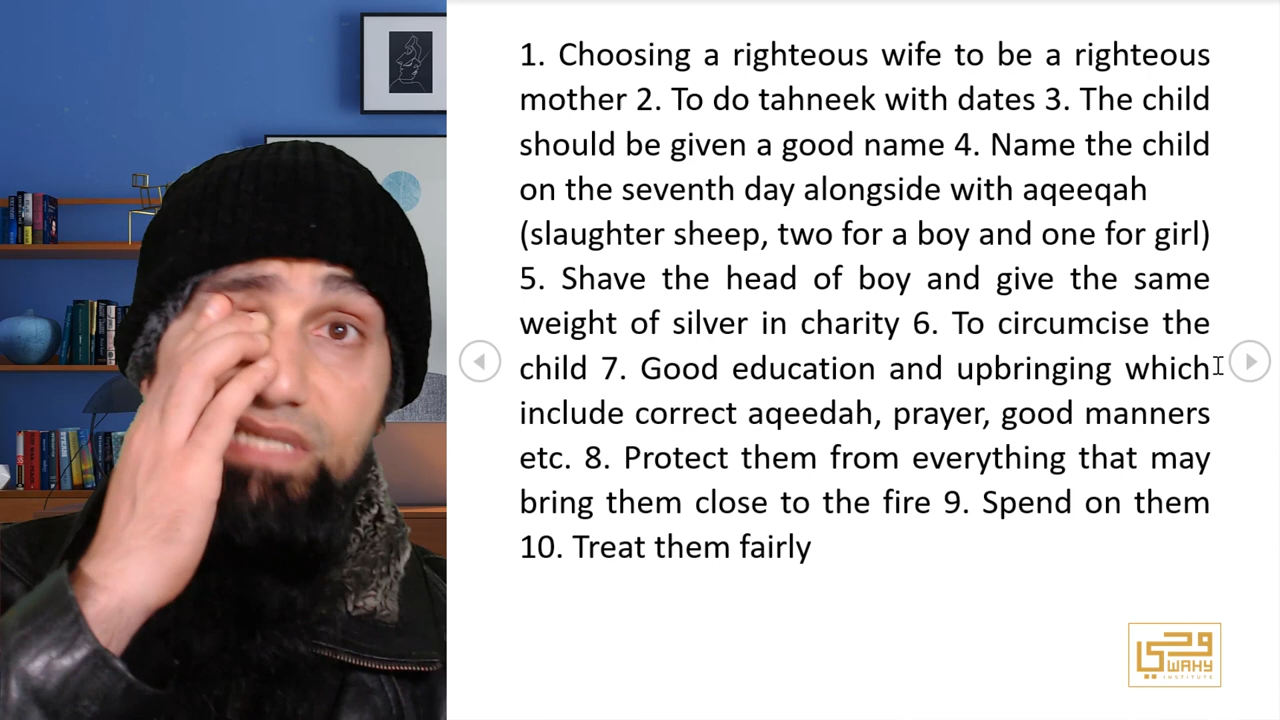 1. Choosing a righteous wife to be a righteous
mother 2. To do tahneek with dates 3. The child
should be given a good name 4. Name the child
on the seventh day alongside with aqeeqah
(slaughter sheep, two for a boy and one for girl)
5. Shave the head of boy and give the same
weight of silver in charity 6. To circumcise the
child 7. Good education and upbringing which
include correct aqeedah, prayer, good manners
etc. 8. Protect them from everything that may
bring them close to the fire 9. Spend on them
10. Treat them fairly
وحي
WAHY
INSTITUTE